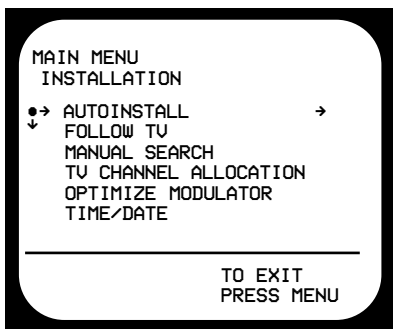 MAIN MENU
INSTALLATION
AUTOINSTALL
FOLLOW TV
MANUAL SEARCH
TV CHANNEL ALLOCATION
OPTIMIZE MODULATOR
TIME/DATE
TO EXIT
PRESS MENU